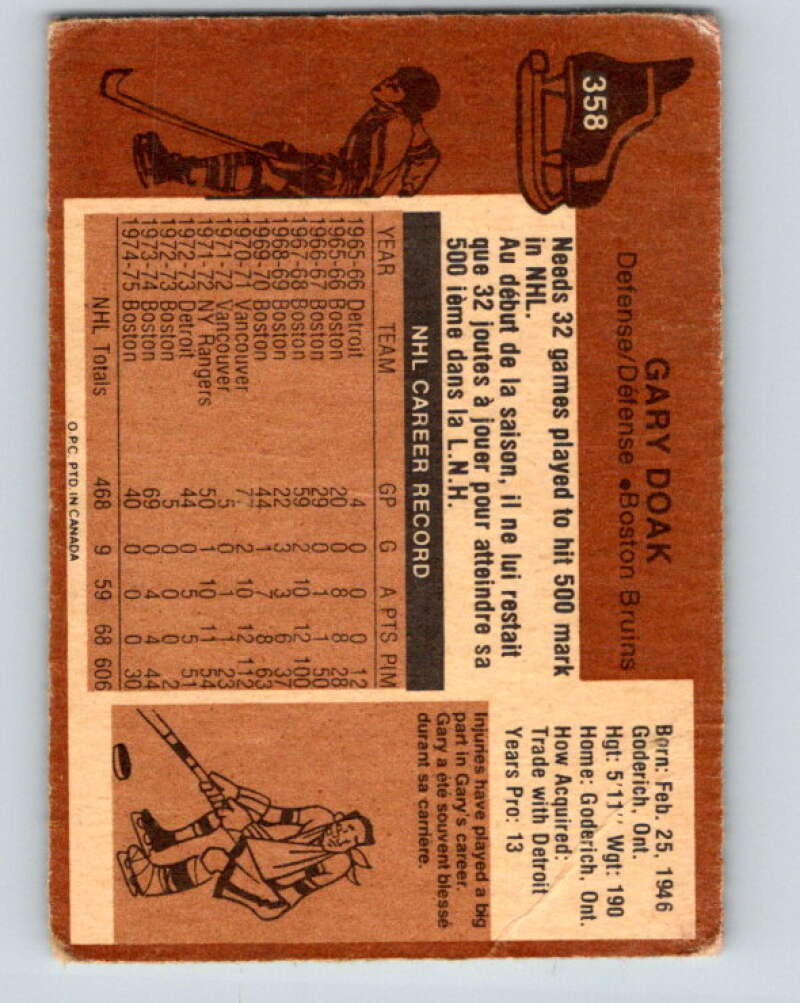 358
GARY DOAK
Defense/Défense • Boston Bruins
Needs 32 games played to hit 500 mark
in NHL.
Au début de la saison, il ne lui restait
que 32 joutes à jouer pour atteindre sa
500 ième dans la L.N.H.
NHL CAREER RECORD
YEAR TEAM GP G A PTS PIM
1965-66 Detroit 4 0 0 0 12
1965-66 Boston 20 0 8 8 28
1966-67 Boston 29 0 1 1 50
1967-68 Boston 59 2 10 12 100
1968-69 Boston 22 3 3 6 37
1969-70 Boston 44 1 7 8 63
1970-71 Vancouver 77 2 10 12 112
1971-72 Vancouver 5 0 1 1 23
1971-72 NY Rangers 50 1 10 11 54
1972-73 Detroit 44 0 5 5 51
1972-73 Boston 5 0 0 0 2
1973-74 Boston 69 0 4 4 44
1974-75 Boston 40 0 0 0 30
NHL Totals 468 9 59 68 606
O.P.C. PTD. IN CANADA
Born: Feb. 25, 1946
Goderich, Ont.
Hgt: 5'11" Wgt: 190
Home: Goderich, Ont.
How Acquired:
Trade with Detroit
Years Pro: 13
Injuries have played a big
part in Gary's career.
Gary a été souvent blessé
durant sa carrière.